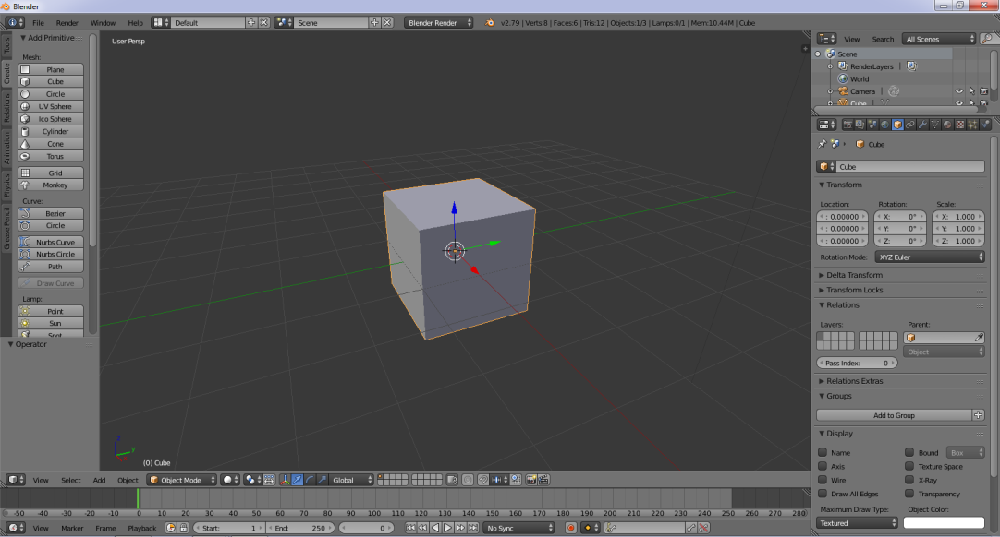 Blender
File Render Window Help Default Scene Blender Render v2.79 | Verts:8 | Faces:6 | Tris:12 | Objects:1/3 | Lamps:0/1 | Mem:10.44M | Cube
Tools
Create
Relations
Animation
Physics
Grease Pencil
Add Primitive
Mesh:
Plane
Cube
Circle
UV Sphere
Ico Sphere
Cylinder
Cone
Torus
Grid
Monkey
Curve:
Bezier
Circle
Nurbs Curve
Nurbs Circle
Path
Draw Curve
Lamp:
Point
Sun
Spot
Operator
User Persp
z
y
(0) Cube
View Search All Scenes
Scene
RenderLayers |
World
Camera |
Cube
Cube
Cube
Transform
Location: Rotation: Scale:
: 0.00000 X: 0° X: 1.000
: 0.00000 Y: 0° Y: 1.000
: 0.00000 Z: 0° Z: 1.000
Rotation Mode: XYZ Euler
Delta Transform
Transform Locks
Relations
Layers: Parent:
Object
Pass Index: 0
Relations Extras
Groups
Add to Group
Display
Name Bound Box
Axis Texture Space
Wire X-Ray
Draw All Edges Transparency
Maximum Draw Type: Object Color:
Textured
View Select Add Object Object Mode Global
-50 -40 -30 -20 -10 0 10 20 30 40 50 60 70 80 90 100 110 120 130 140 150 160 170 180 190 200 210 220 230 240 250 260 270 280
View Marker Frame Playback Start: 1 End: 250 0 No Sync